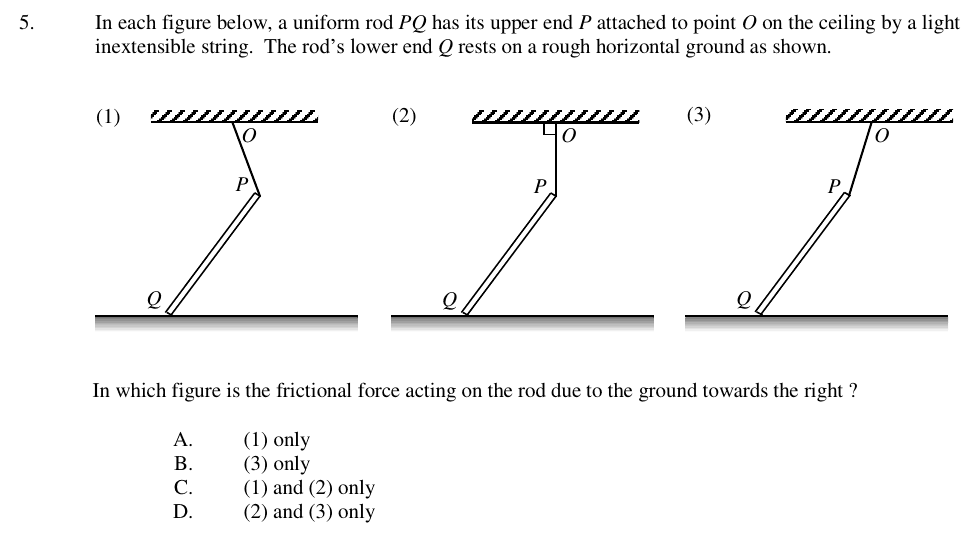 5. In each figure below, a uniform rod PQ has its upper end P attached to point O on the ceiling by a light
inextensible string. The rod's lower end Q rests on a rough horizontal ground as shown.
(1) (2) (3)
O O O
P P P
Q Q Q
In which figure is the frictional force acting on the rod due to the ground towards the right ?
A. (1) only
B. (3) only
C. (1) and (2) only
D. (2) and (3) only